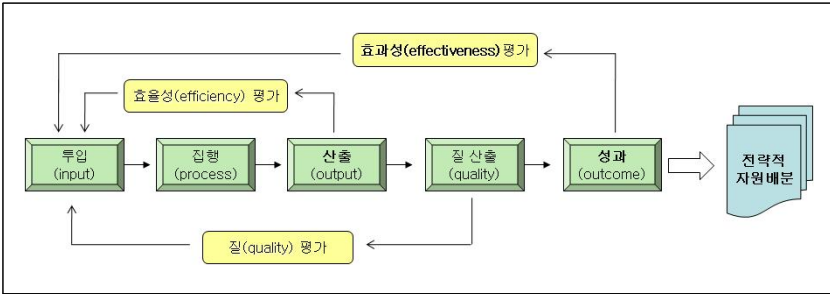 효과성(effectiveness) 평가
효율성(efficiency) 평가
투입
(input)
집행
(process)
산출
(output)
질 산출
(quality)
성과
(outcome)
전략적
자원배분
질(quality) 평가